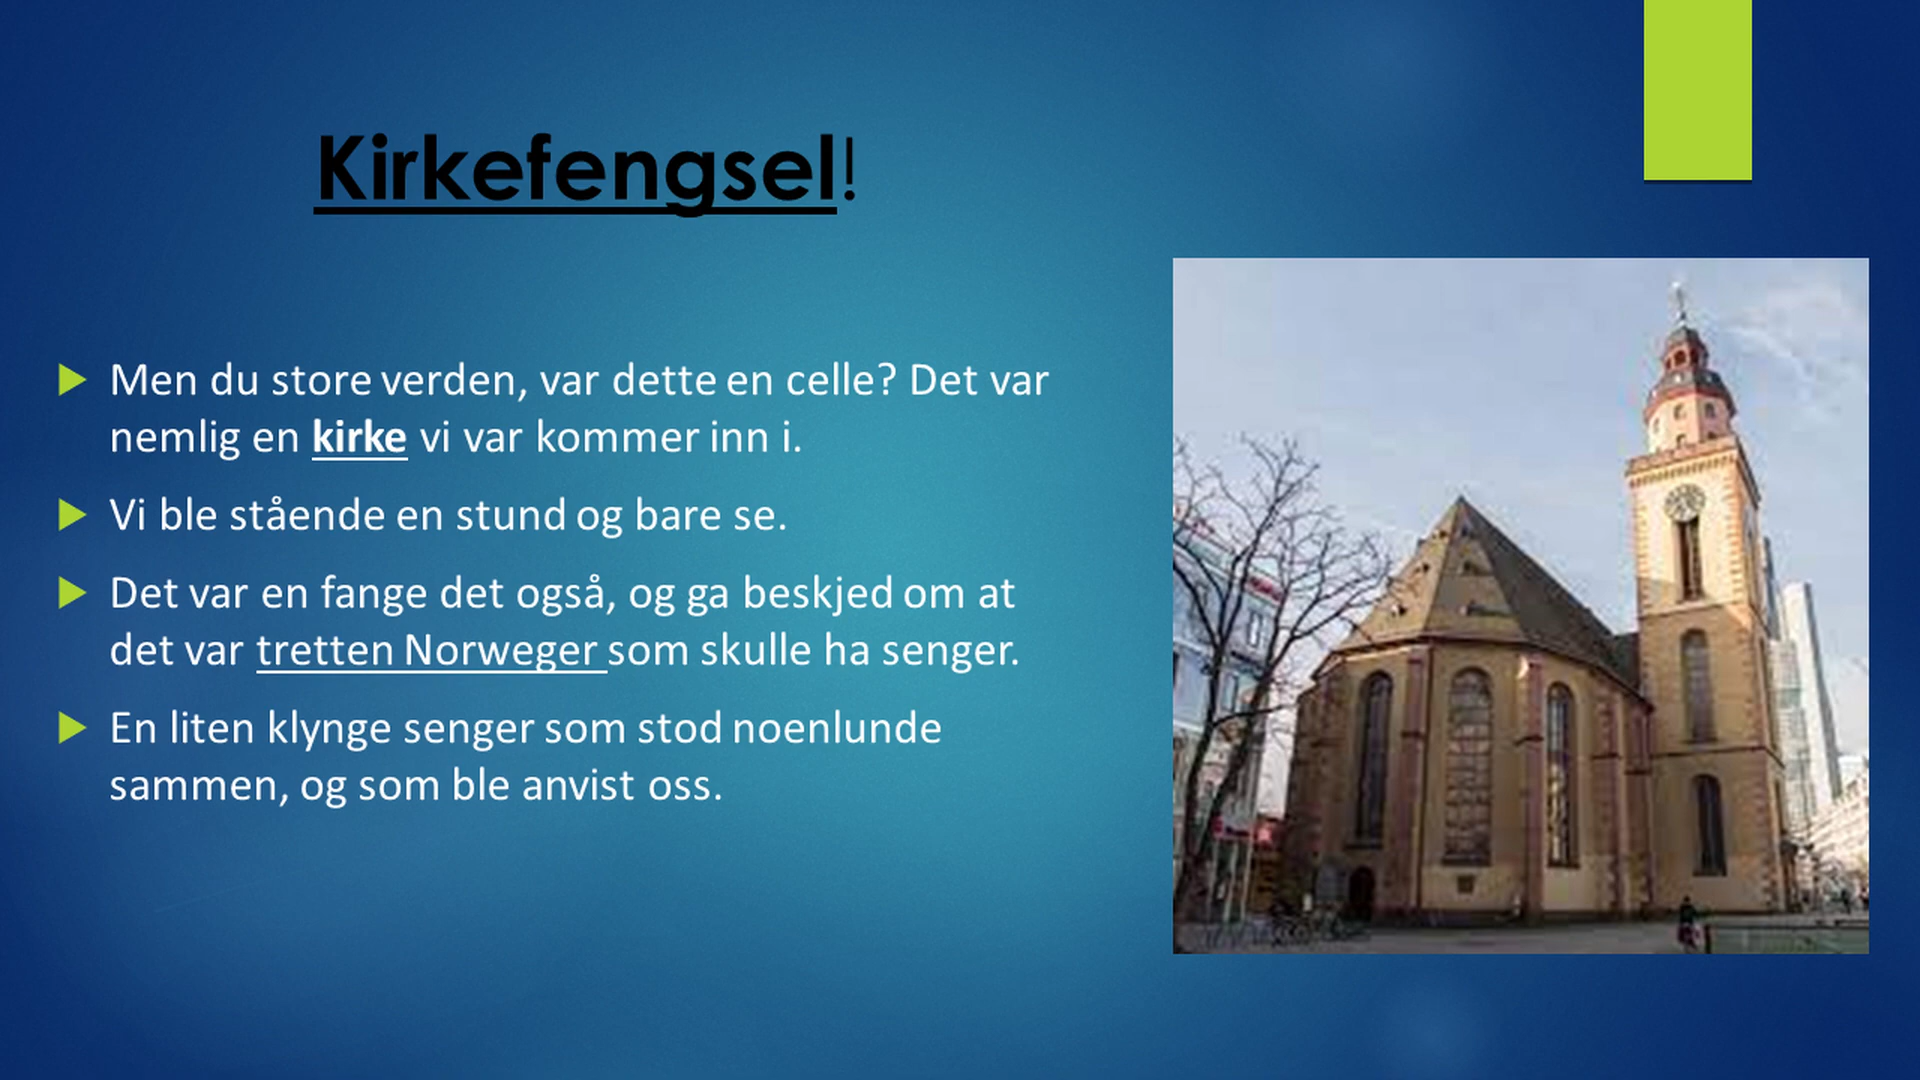 Kirkefengsel!
Men du store verden, var dette en celle? Det var
nemlig en kirke vi var kommer inn i.
Vi ble stående en stund og bare se.
Det var en fange det også, og ga beskjed om at
det var tretten Norweger som skulle ha senger.
En liten klynge senger som stod noenlunde
sammen, og som ble anvist oss.